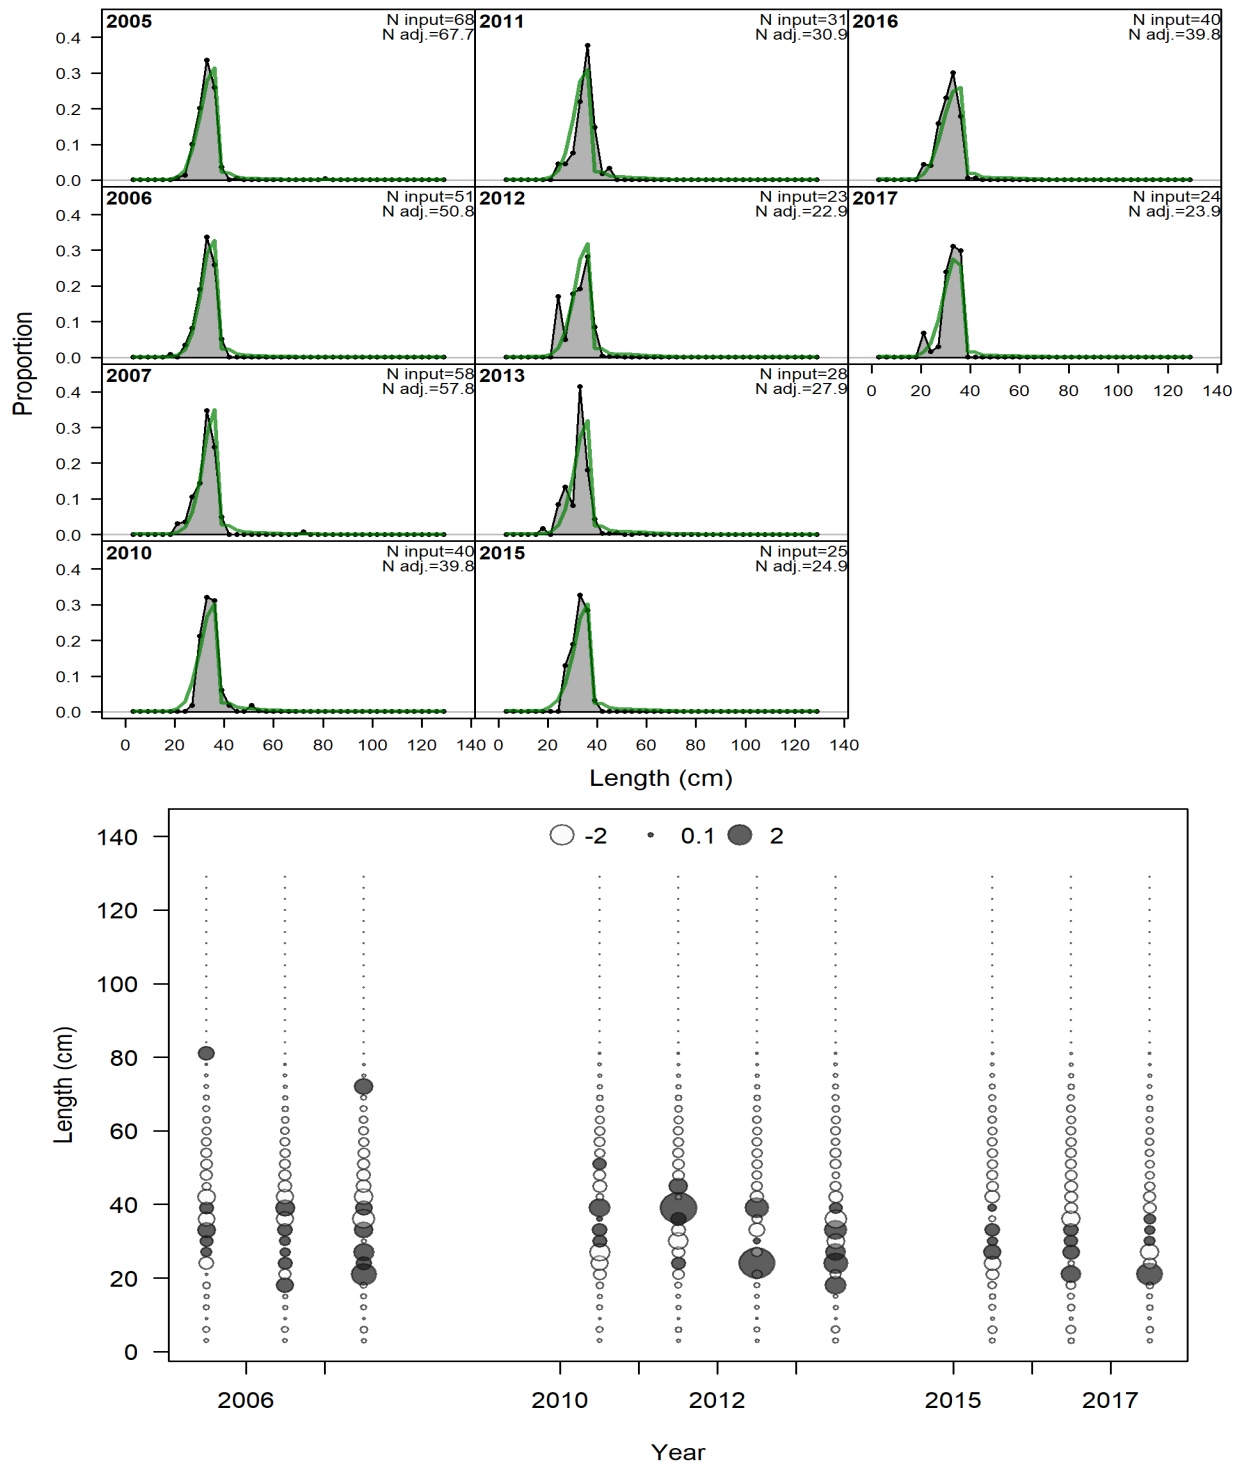 2005 N input=68 2011 N input=31 2016 N input=40
N adj.=67.7 N adj.=30.9 N adj.=39.8
0.4
0.3
0.2
0.1
0.0
2006 N input=51 2012 N input=23 2017 N input=24
N adj.=50.8 N adj.=22.9 N adj.=23.9
0.4
0.3
0.2
0.1
0.0
Proportion
2007 N input=58 2013 N input=28
N adj.=57.8 N adj.=27.9
0 20 40 60 80 100 120 140
0.4
0.3
0.2
0.1
0.0
2010 N input=40 2015 N input=25
N adj.=39.8 N adj.=24.9
0.4
0.3
0.2
0.1
0.0
0 20 40 60 80 100 120 140 0 20 40 60 80 100 120 140
Length (cm)
-2 0.1 2
140
120
100
80
60
40
20
0
Length (cm)
2006 2010 2012 2015 2017
Year